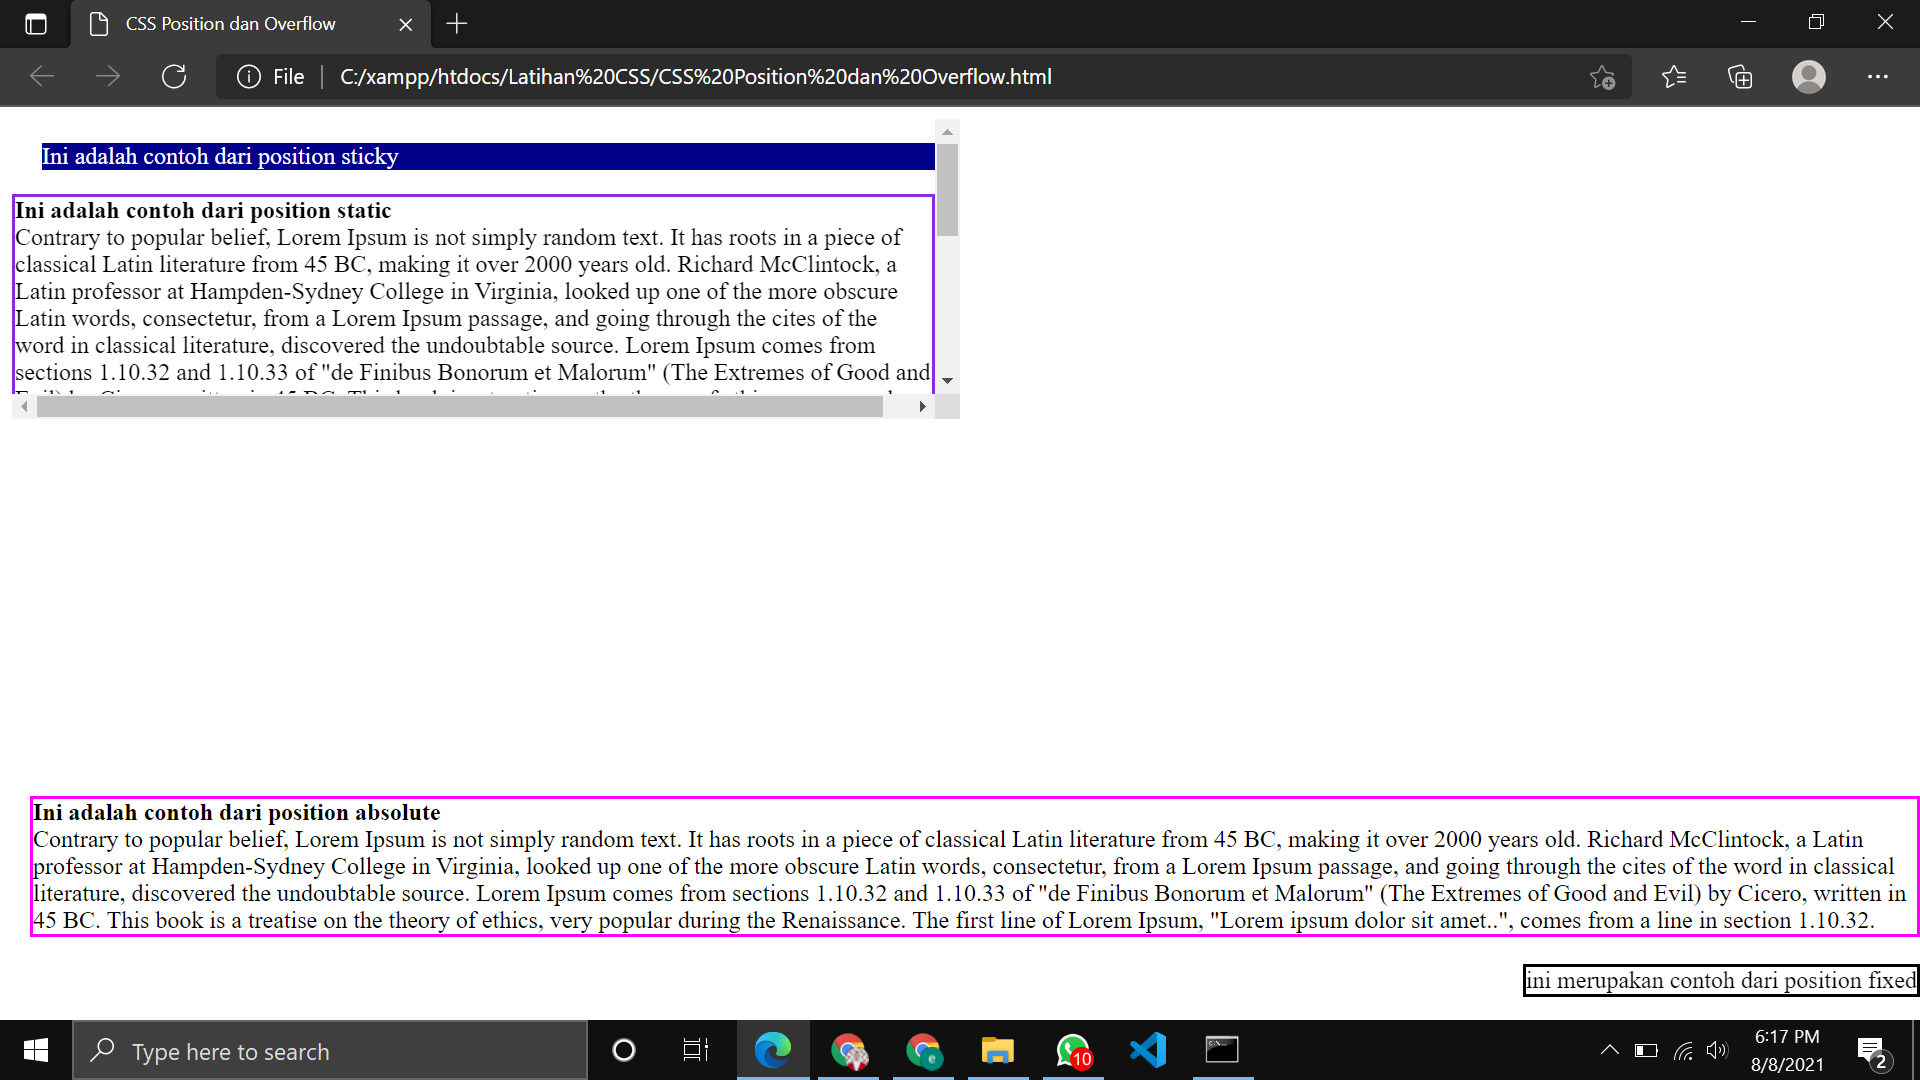 CSS Position dan Overflow
File
C:/xampp/htdocs/Latihan%20CSS/CSS%20Position%20dan%20Overflow.html
Ini adalah contoh dari position sticky
Ini adalah contoh dari position static
Contrary to popular belief, Lorem Ipsum is not simply random text. It has roots in a piece of
classical Latin literature from 45 BC, making it over 2000 years old. Richard McClintock, a
Latin professor at Hampden-Sydney College in Virginia, looked up one of the more obscure
Latin words, consectetur, from a Lorem Ipsum passage, and going through the cites of the
word in classical literature, discovered the undoubtable source. Lorem Ipsum comes from
sections 1.10.32 and 1.10.33 of "de Finibus Bonorum et Malorum" (The Extremes of Good and
Ini adalah contoh dari position absolute
Contrary to popular belief, Lorem Ipsum is not simply random text. It has roots in a piece of classical Latin literature from 45 BC, making it over 2000 years old. Richard McClintock, a Latin
professor at Hampden-Sydney College in Virginia, looked up one of the more obscure Latin words, consectetur, from a Lorem Ipsum passage, and going through the cites of the word in classical
literature, discovered the undoubtable source. Lorem Ipsum comes from sections 1.10.32 and 1.10.33 of "de Finibus Bonorum et Malorum" (The Extremes of Good and Evil) by Cicero, written in
45 BC. This book is a treatise on the theory of ethics, very popular during the Renaissance. The first line of Lorem Ipsum, "Lorem ipsum dolor sit amet..", comes from a line in section 1.10.32.
ini merupakan contoh dari position fixed
Type here to search
10
6:17 PM
8/8/2021
2